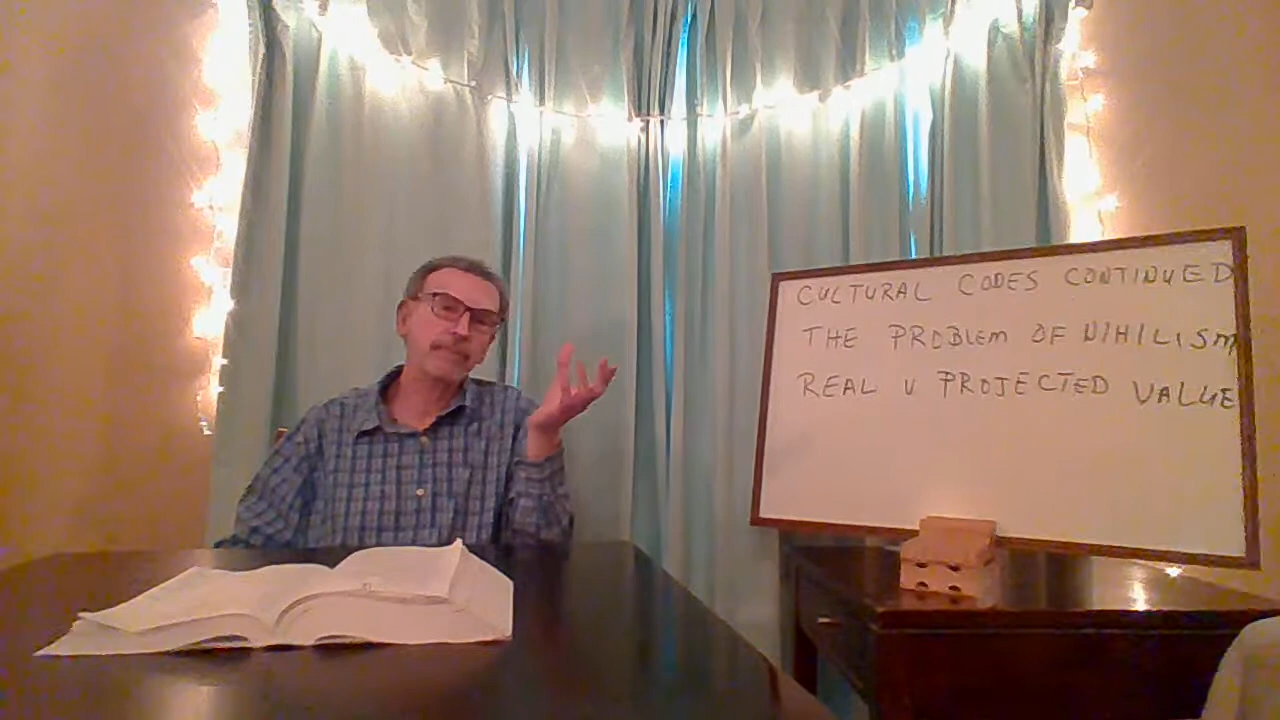 CULTURAL CODES CONTINUED
THE PROBLEM OF NIHILISM
REAL V PROJECTED VALUE